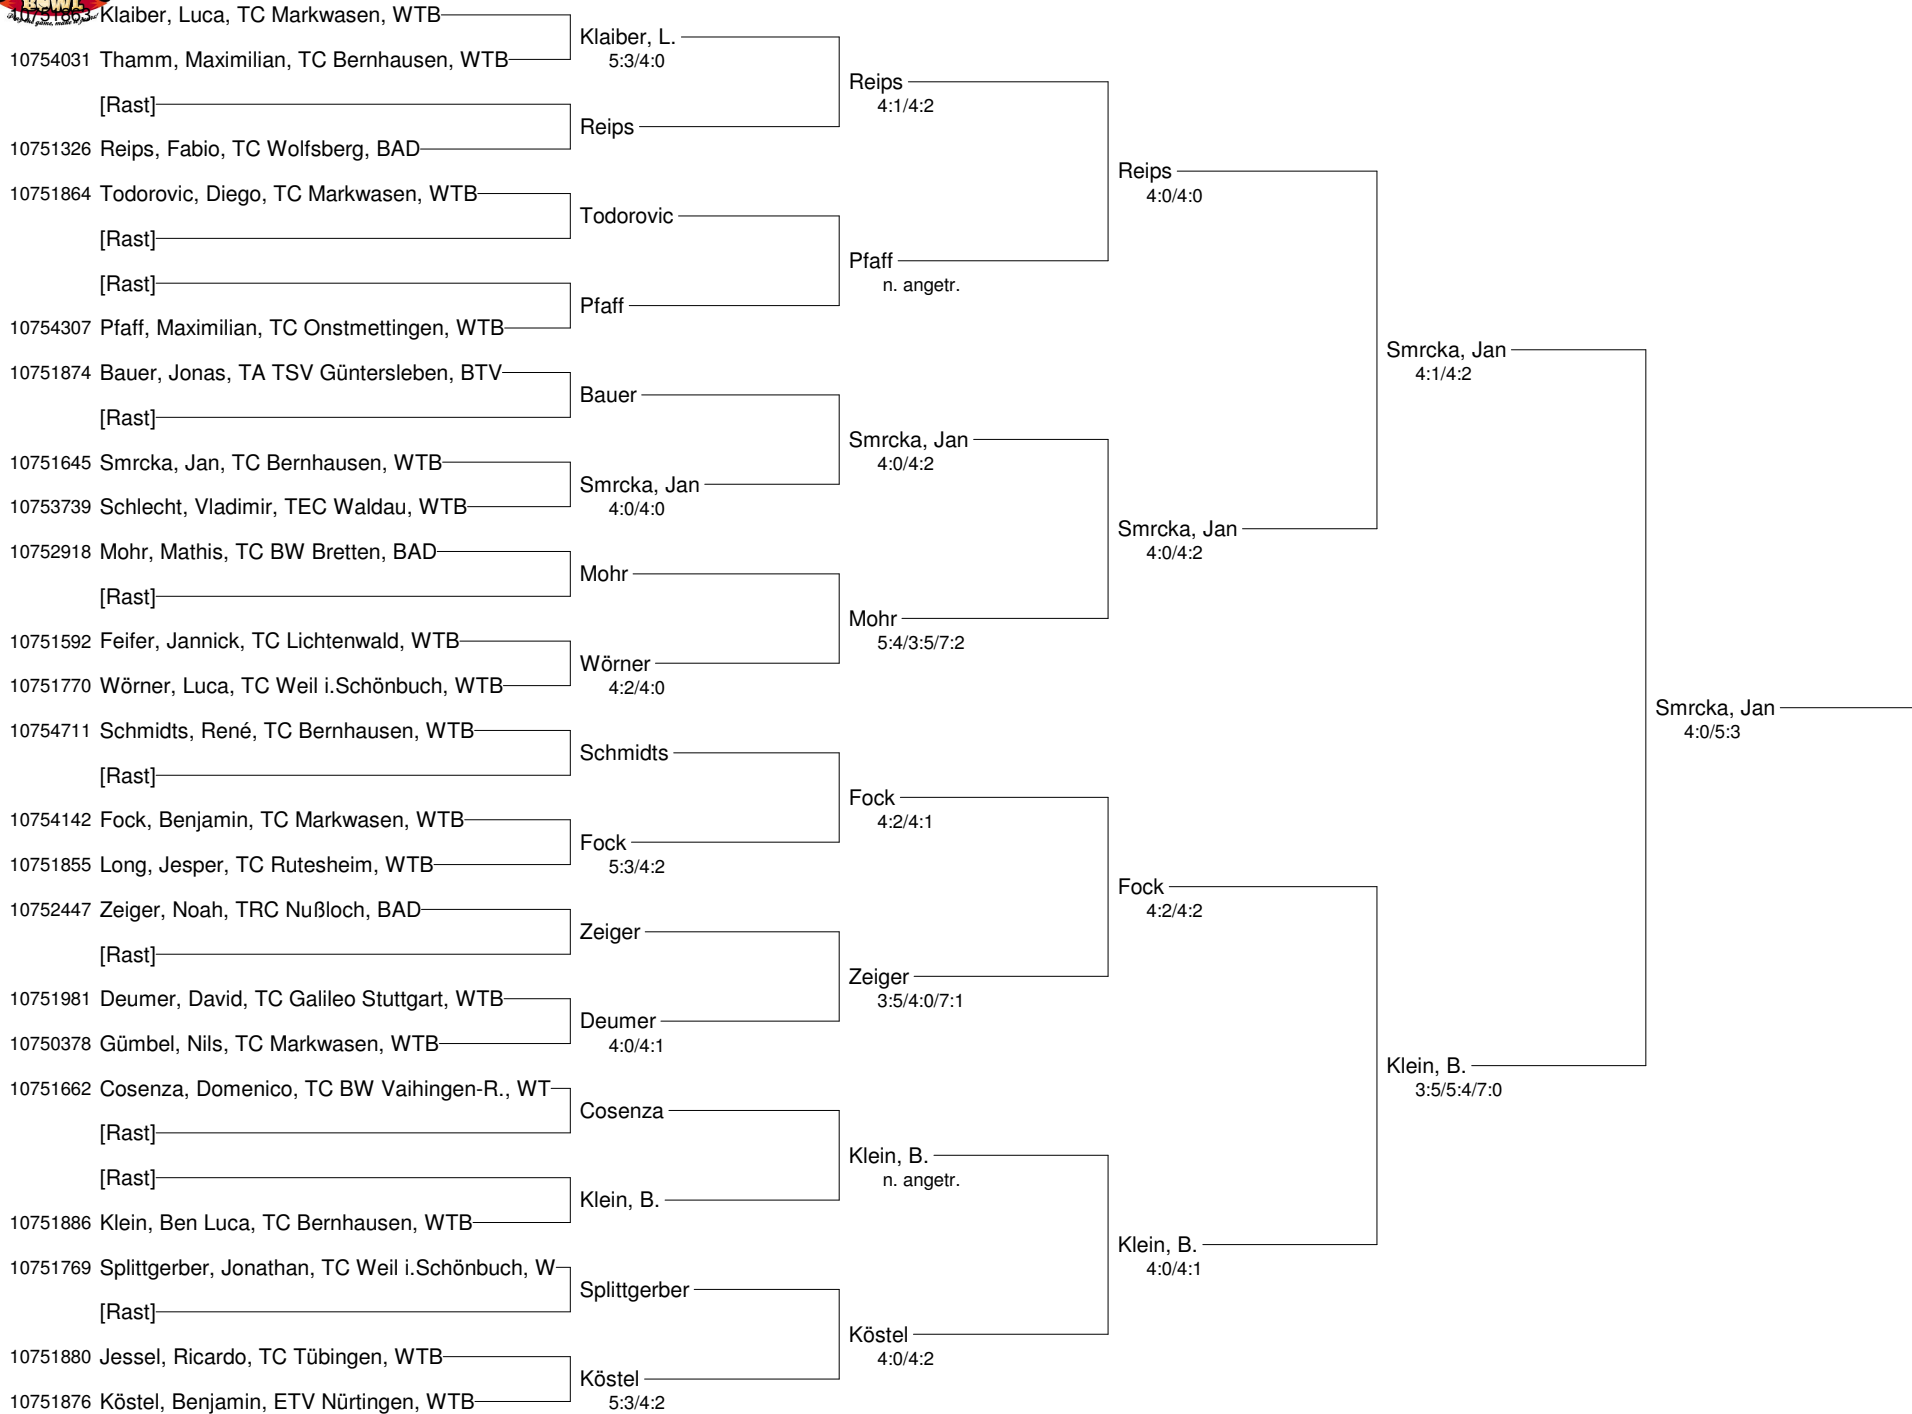 BOWL
10751863 Klaiber, Luca, TC Markwasen, WTB
10754031 Thamm, Maximilian, TC Bernhausen, WTB
[Rast]
10751326 Reips, Fabio, TC Wolfsberg, BAD
10751864 Todorovic, Diego, TC Markwasen, WTB
[Rast]
[Rast]
10754307 Pfaff, Maximilian, TC Onstmettingen, WTB
10751874 Bauer, Jonas, TA TSV Güntersleben, BTV
[Rast]
10751645 Smrcka, Jan, TC Bernhausen, WTB
10753739 Schlecht, Vladimir, TEC Waldau, WTB
10752918 Mohr, Mathis, TC BW Bretten, BAD
[Rast]
10751592 Feifer, Jannick, TC Lichtenwald, WTB
10751770 Wörner, Luca, TC Weil i.Schönbuch, WTB
10754711 Schmidts, René, TC Bernhausen, WTB
[Rast]
10754142 Fock, Benjamin, TC Markwasen, WTB
10751855 Long, Jesper, TC Rutesheim, WTB
10752447 Zeiger, Noah, TRC Nußloch, BAD
[Rast]
10751981 Deumer, David, TC Galileo Stuttgart, WTB
10750378 Gümbel, Nils, TC Markwasen, WTB
10751662 Cosenza, Domenico, TC BW Vaihingen-R., WT
[Rast]
[Rast]
10751886 Klein, Ben Luca, TC Bernhausen, WTB
10751769 Splittgerber, Jonathan, TC Weil i.Schönbuch, W
[Rast]
10751880 Jessel, Ricardo, TC Tübingen, WTB
10751876 Köstel, Benjamin, ETV Nürtingen, WTB
Klaiber, L.
5:3/4:0
Reips
Todorovic
Pfaff
Bauer
Smrcka, Jan
4:0/4:0
Mohr
Wörner
4:2/4:0
Schmidts
Fock
5:3/4:2
Zeiger
Deumer
4:0/4:1
Cosenza
Klein, B.
Splittgerber
Köstel
5:3/4:2
Reips
4:1/4:2
Pfaff
n. angetr.
Smrcka, Jan
4:0/4:2
Mohr
5:4/3:5/7:2
Fock
4:2/4:1
Zeiger
3:5/4:0/7:1
Klein, B.
n. angetr.
Köstel
4:0/4:2
Reips
4:0/4:0
Smrcka, Jan
4:0/4:2
Fock
4:2/4:2
Klein, B.
4:0/4:1
Smrcka, Jan
4:1/4:2
Klein, B.
3:5/5:4/7:0
Smrcka, Jan
4:0/5:3